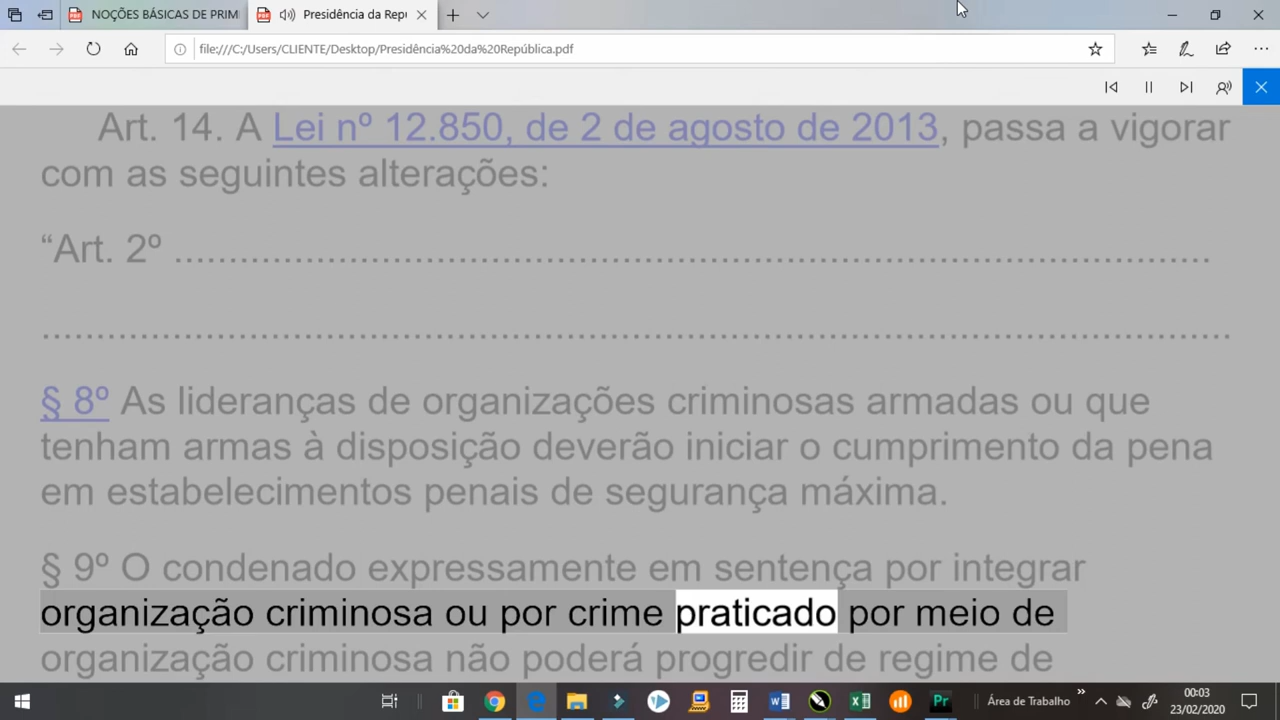 NOÇÕES BÁSICAS DE PRIM
Presidência da Repú
file:///C:/Users/CLIENTE/Desktop/Presidência%20da%20República.pdf
Art. 14. A Lei nº 12.850, de 2 de agosto de 2013, passa a vigorar
com as seguintes alterações:
“Art. 2º ...........................................................................................
........................................................................................................
§ 8º As lideranças de organizações criminosas armadas ou que
tenham armas à disposição deverão iniciar o cumprimento da pena
em estabelecimentos penais de segurança máxima.
§ 9º O condenado expressamente em sentença por integrar
organização criminosa ou por crime praticado por meio de
organização criminosa não poderá progredir de regime de
Área de Trabalho
00:03
23/02/2020